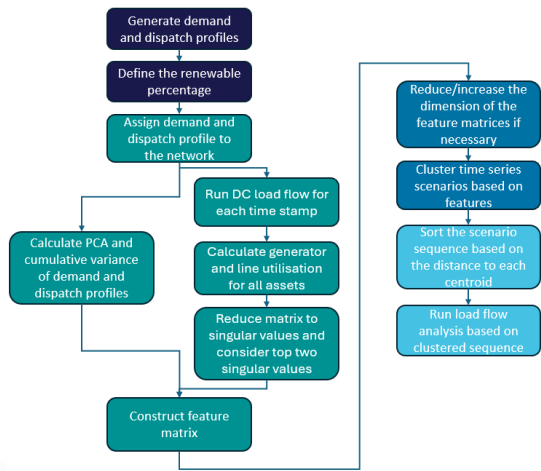 Generate demand
and dispatch profiles
Define the renewable
percentage
Assign demand and
dispatch profile to
the network
Run DC load flow for
each time stamp
Calculate PCA and
cumulative variance
of demand and
dispatch profiles
Calculate generator
and line utilisation
for all assets
Reduce matrix to
singular values and
consider top two
singular values
Construct feature
matrix
Reduce/increase the
dimension of the
feature matrices if
necessary
Cluster time series
scenarios based on
features
Sort the scenario
sequence based on
the distance to each
centroid
Run load flow
analysis based on
clustered sequence